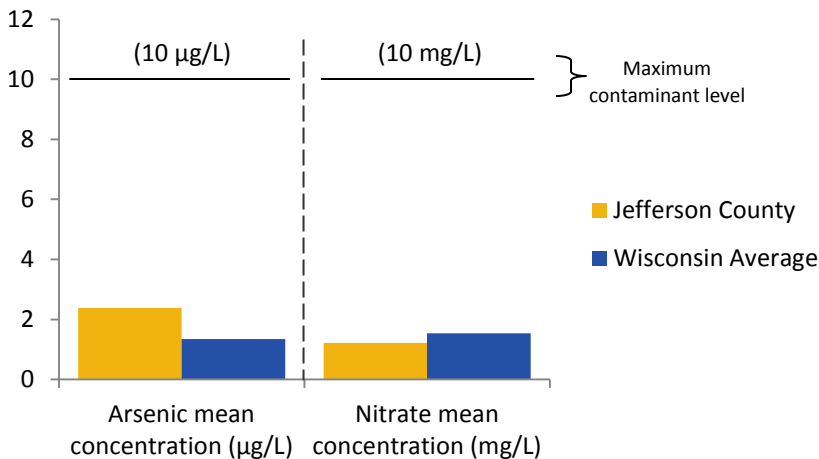 12
10
8
6
4
2
0
(10 µg/L)
(10 mg/L)
Maximum
contaminant level
Jefferson County
Wisconsin Average
Arsenic mean
concentration (µg/L)
Nitrate mean
concentration (mg/L)